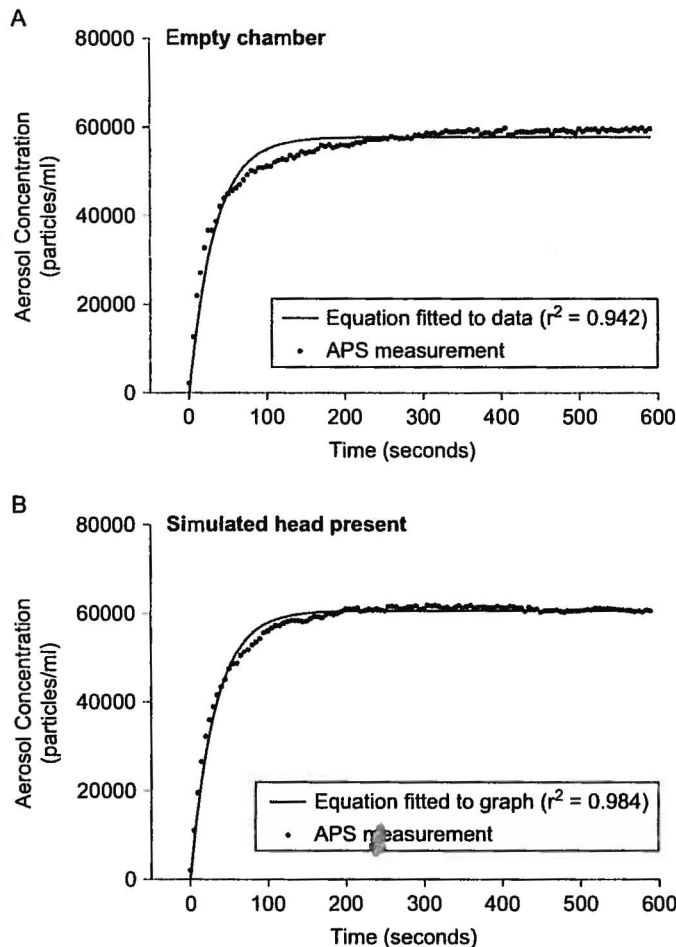 A
Empty chamber
80000
60000
40000
20000
0
Aerosol Concentration
(particles/ml)
Equation fitted to data (r² = 0.942)
APS measurement
0 100 200 300 400 500 600
Time (seconds)
B
Simulated head present
80000
60000
40000
20000
0
Aerosol Concentration
(particles/ml)
Equation fitted to graph (r² = 0.984)
APS measurement
0 100 200 300 400 500 600
Time (seconds)